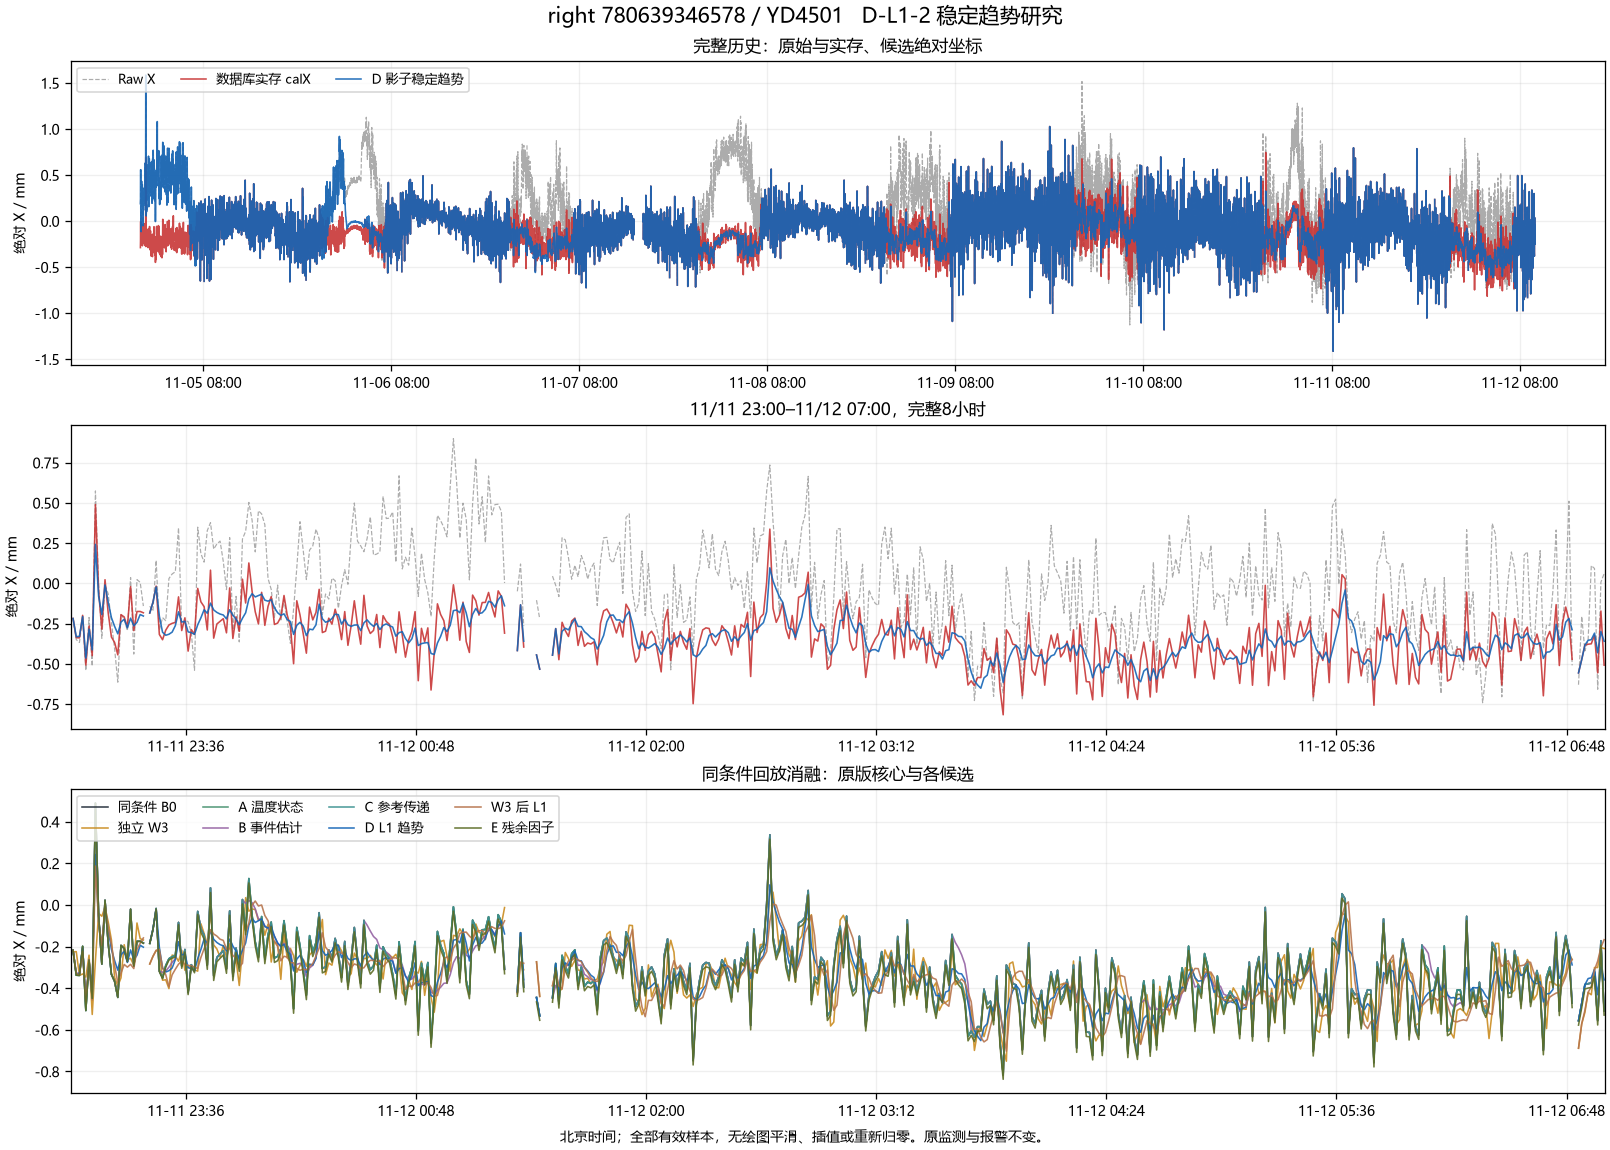 right 780639346578 / YD4501   D-L1-2 稳定趋势研究
完整历史：原始与实存、候选绝对坐标
Raw X   数据库实存 calX   D 影子稳定趋势
绝对 X / mm
1.5
1.0
0.5
0.0
-0.5
-1.0
-1.5
11-05 08:00   11-06 08:00   11-07 08:00   11-08 08:00   11-09 08:00   11-10 08:00   11-11 08:00   11-12 08:00
11/11 23:00–11/12 07:00，完整8小时
绝对 X / mm
0.75
0.50
0.25
0.00
-0.25
-0.50
-0.75
11-11 23:36   11-12 00:48   11-12 02:00   11-12 03:12   11-12 04:24   11-12 05:36   11-12 06:48
同条件回放消融：原版核心与各候选
同条件 B0   A 温度状态   C 参考传递   W3 后 L1
独立 W3   B 事件估计   D L1 趋势   E 残余因子
绝对 X / mm
0.4
0.2
0.0
-0.2
-0.4
-0.6
-0.8
11-11 23:36   11-12 00:48   11-12 02:00   11-12 03:12   11-12 04:24   11-12 05:36   11-12 06:48
北京时间；全部有效样本，无绘图平滑、插值或重新归零。原监测与报警不变。